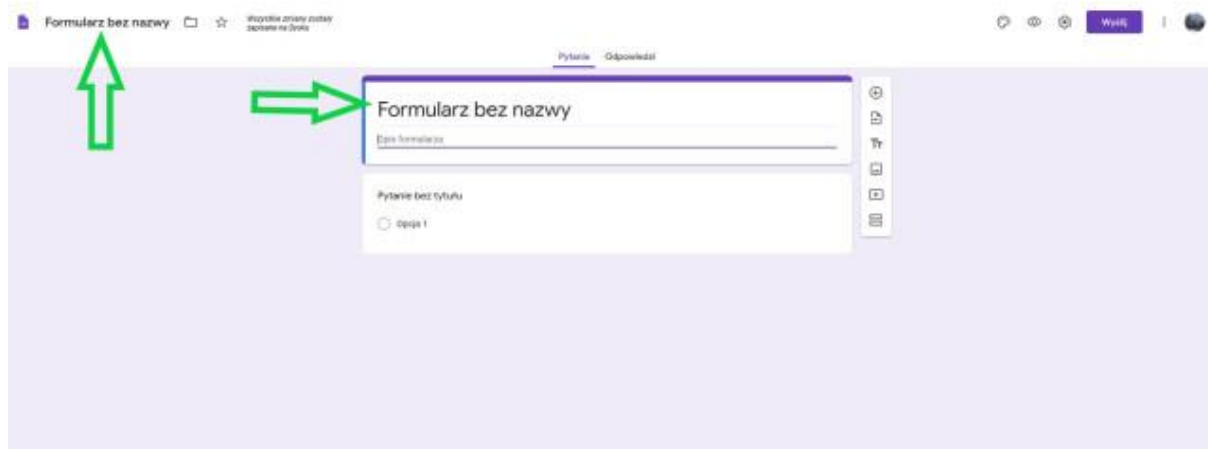 Formularz bez nazwy
Wszystkie zmiany zostały
zapisane na Dysku
Wyślij
Pytania Odpowiedzi
Formularz bez nazwy
Opis formularza
Pytanie bez tytułu
Opcja 1